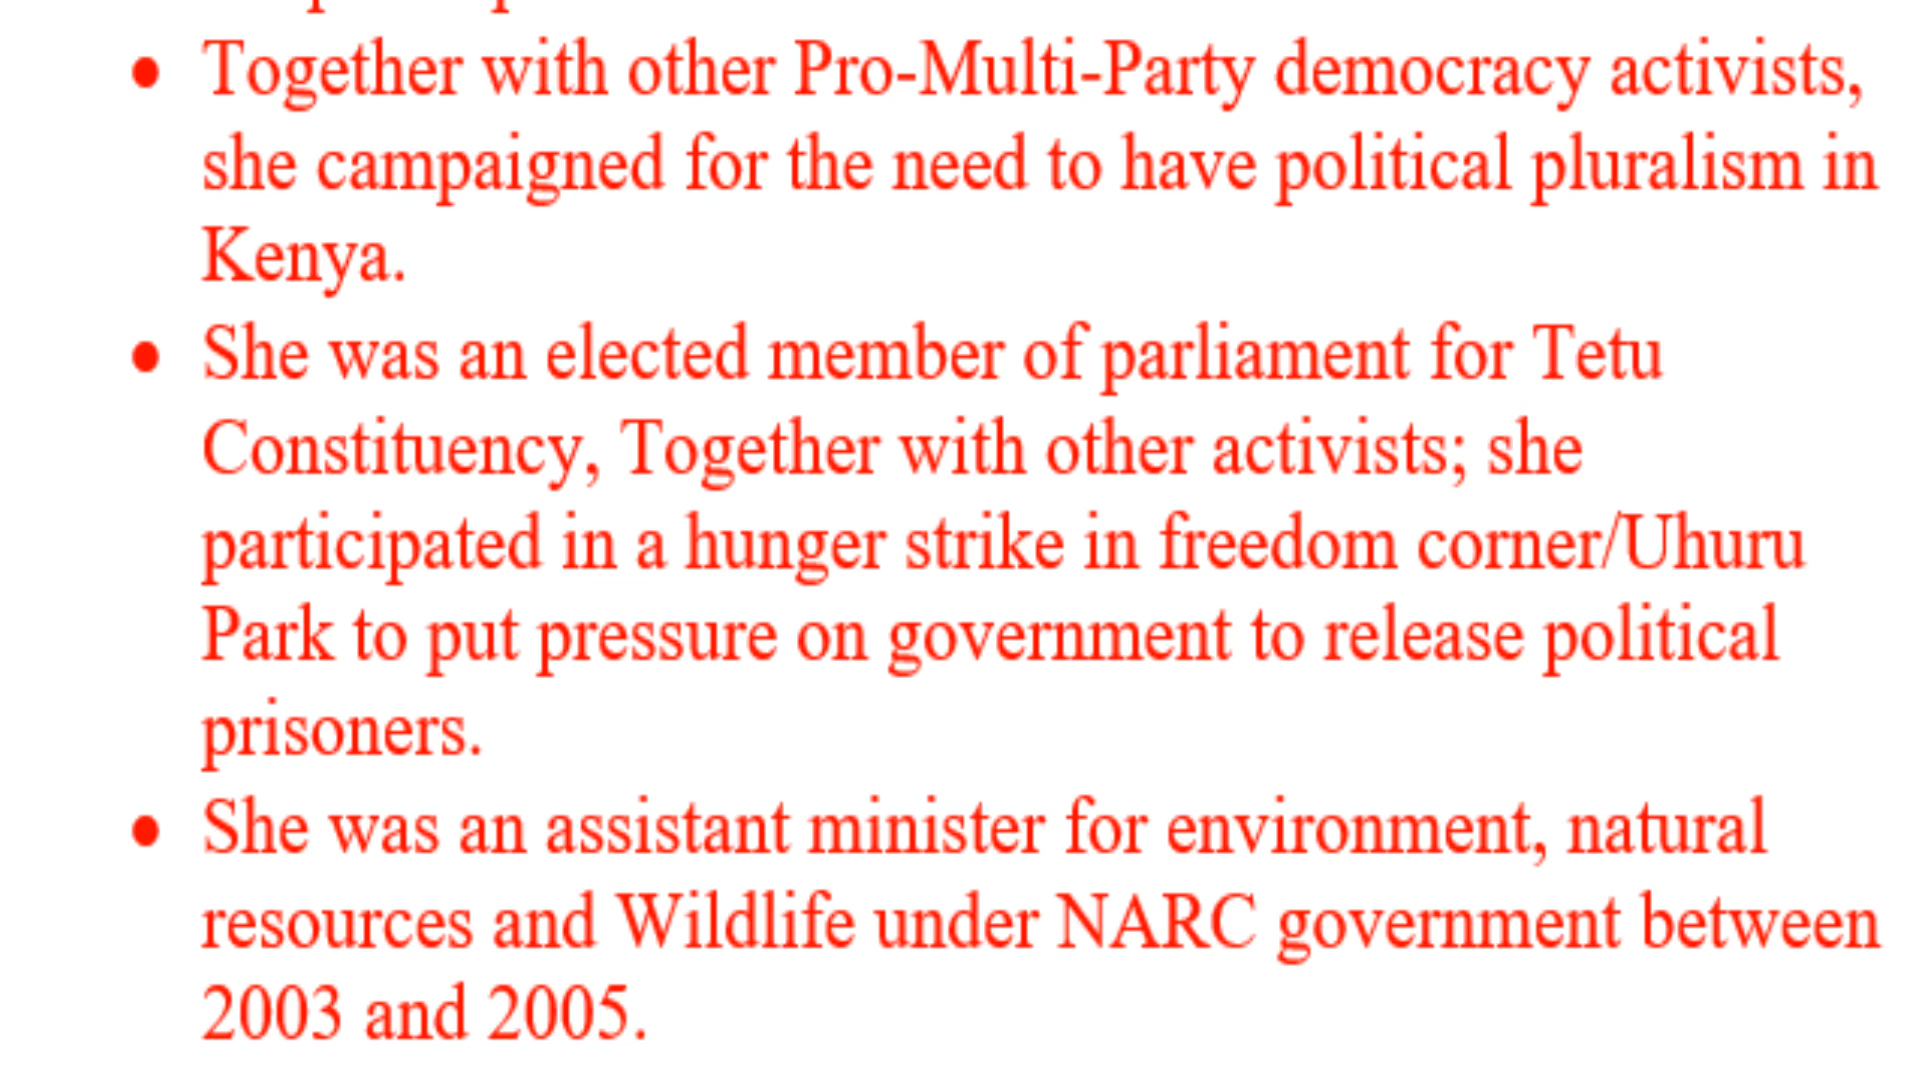 • Together with other Pro-Multi-Party democracy activists,
she campaigned for the need to have political pluralism in
Kenya.
• She was an elected member of parliament for Tetu
Constituency, Together with other activists; she
participated in a hunger strike in freedom corner/Uhuru
Park to put pressure on government to release political
prisoners.
• She was an assistant minister for environment, natural
resources and Wildlife under NARC government between
2003 and 2005.